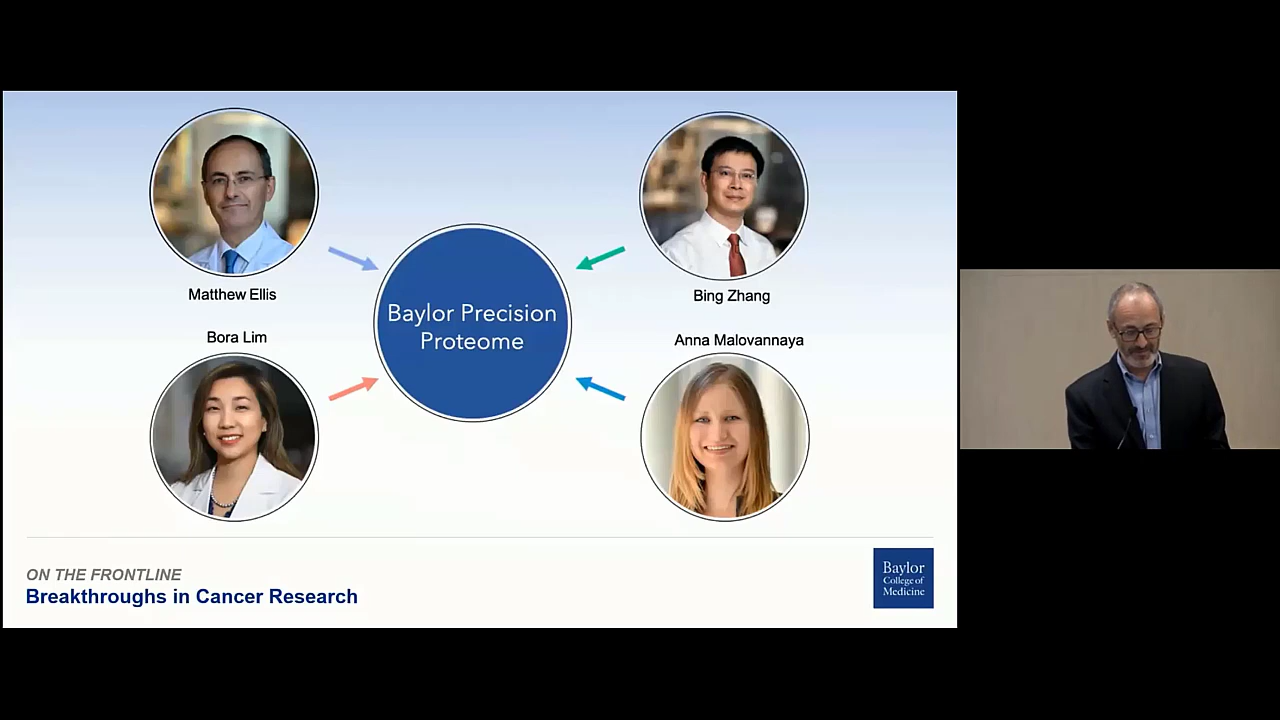 Matthew Ellis
Bing Zhang
Bora Lim
Anna Malovannaya
Baylor Precision
Proteome
ON THE FRONTLINE
Breakthroughs in Cancer Research
Baylor
College of
Medicine